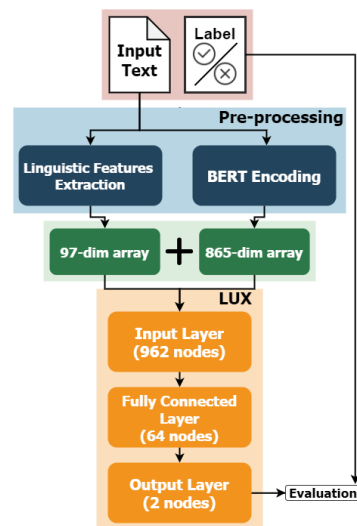 Input
Text
Label
Pre-processing
Linguistic Features
Extraction
BERT Encoding
97-dim array
+
865-dim array
LUX
Input Layer
(962 nodes)
Fully Connected
Layer
(64 nodes)
Output Layer
(2 nodes)
Evaluation